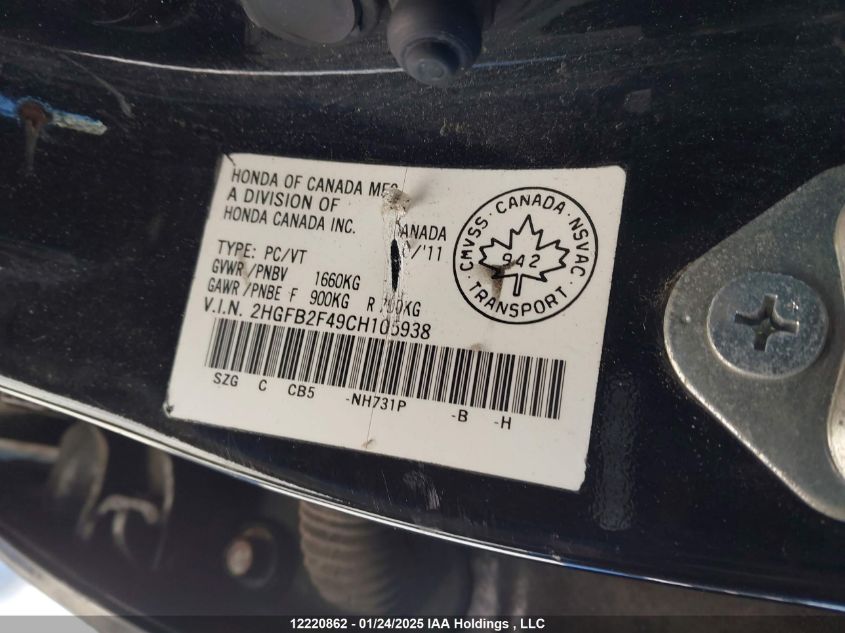 HONDA OF CANADA MFG
A DIVISION OF
HONDA CANADA INC.
/'11
TYPE: PC/VT
GVWR/PNBV 1660KG
GAWR/PNBE F 900KG R
V.I.N. 2HGFB2F49CH105938
SZG C CB5 -NH731P -B -H
CMVSS · CANADA · NSVAC
942
TRANSPORT
12220862 - 01/24/2025 IAA Holdings , LLC